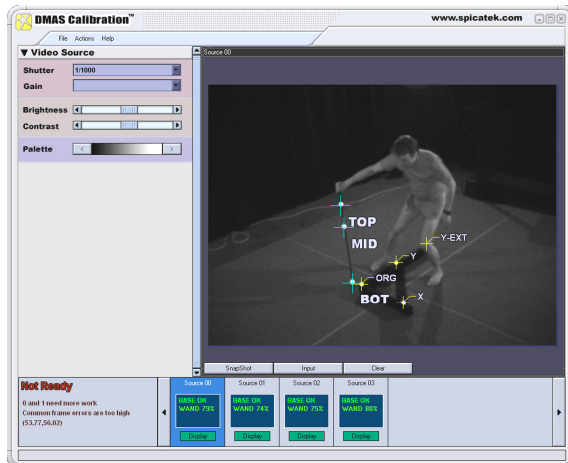 DMAS Calibration™
www.spicatek.com
File Actions Help
▼ Video Source
Source 00
Shutter 1/1000
Gain
Brightness
Contrast
Palette
TOP
MID
Y-EXT
Y
ORG
BOT
X
SnapShot Input Clear
Not Ready
0 and 1 need more work
Common frame errors are too high
(53.77,56.02)
Source 00 Source 01 Source 02 Source 03
BASE OK BASE OK BASE OK BASE OK
WAND 79% WAND 74% WAND 75% WAND 80%
Display Display Display Display